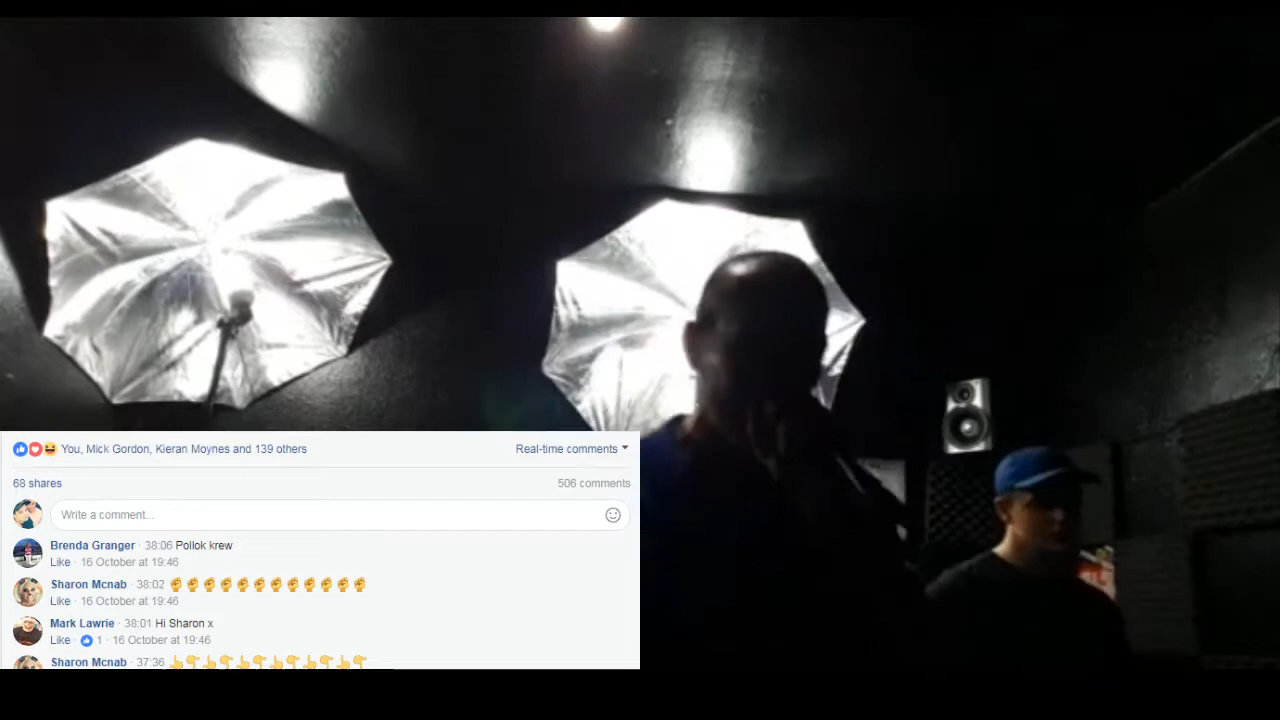 You, Mick Gordon, Kieran Moynes and 139 others Real-time comments
68 shares 506 comments
Write a comment...
Brenda Granger · 38:06 Pollok krew
Like · 16 October at 19:46
Sharon Mcnab · 38:02
Like · 16 October at 19:46
Mark Lawrie · 38:01 Hi Sharon x
Like · 1 · 16 October at 19:46
Sharon Mcnab · 37:36